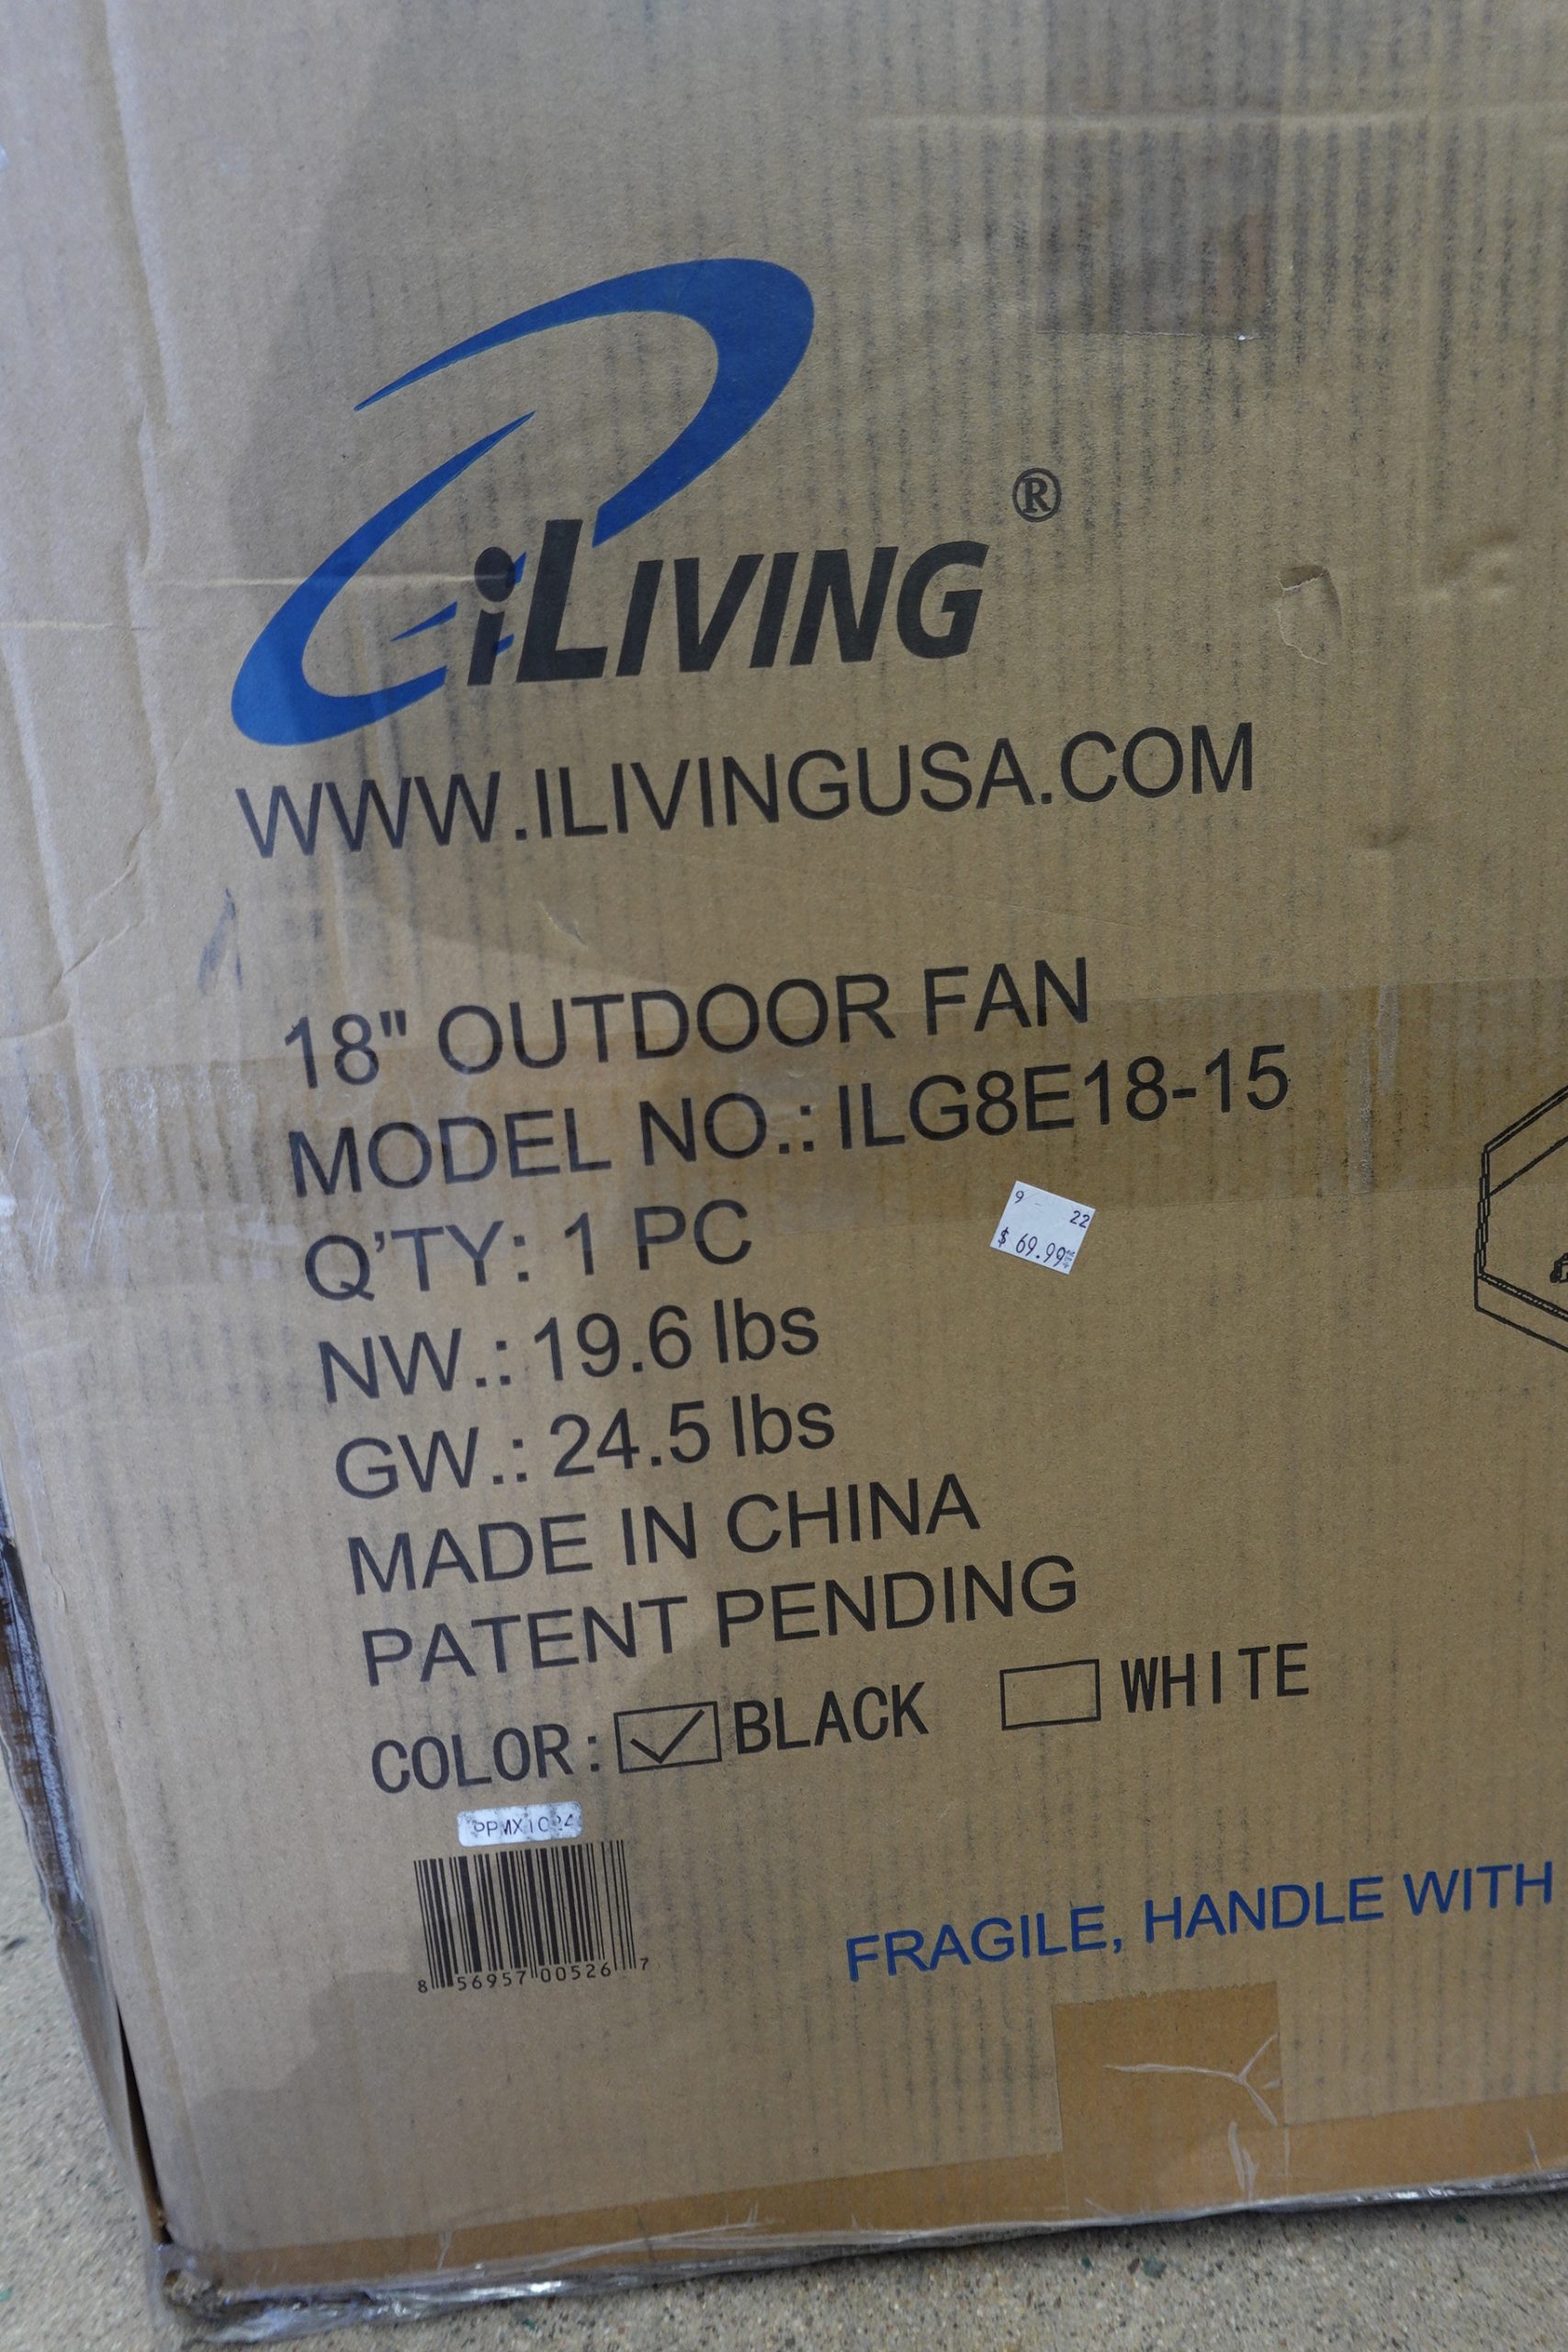 iLIVING ®
WWW.ILIVINGUSA.COM
18" OUTDOOR FAN
MODEL NO.: ILG8E18-15
9 22
$ 69.99
Q'TY: 1 PC
NW.: 19.6 lbs
GW.: 24.5 lbs
MADE IN CHINA
PATENT PENDING
COLOR: BLACK WHITE
PPMX1024
8 56957 00526 7
FRAGILE, HANDLE WITH